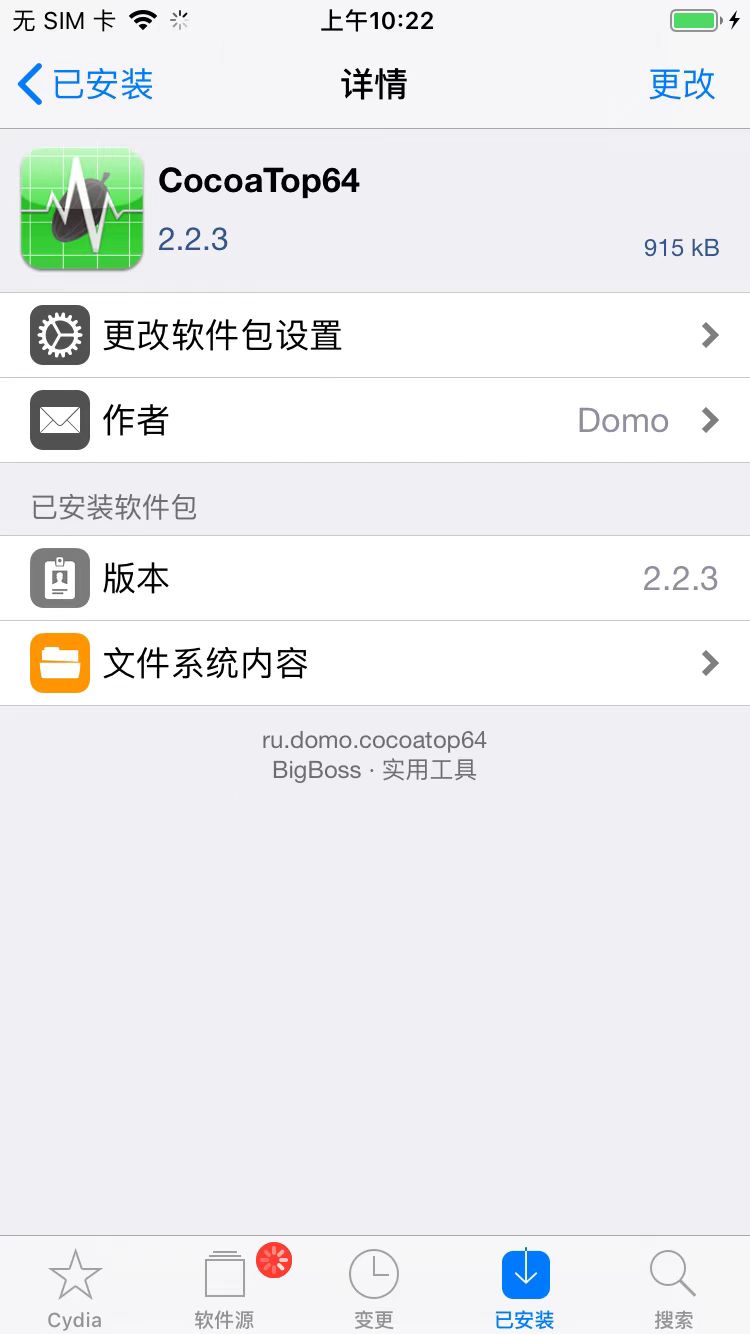 无 SIM 卡 上午10:22
已安装 详情 更改
CocoaTop64
2.2.3 915 kB
更改软件包设置
作者 Domo
已安装软件包
版本 2.2.3
文件系统内容
ru.domo.cocoatop64
BigBoss · 实用工具
Cydia 软件源 变更 已安装 搜索